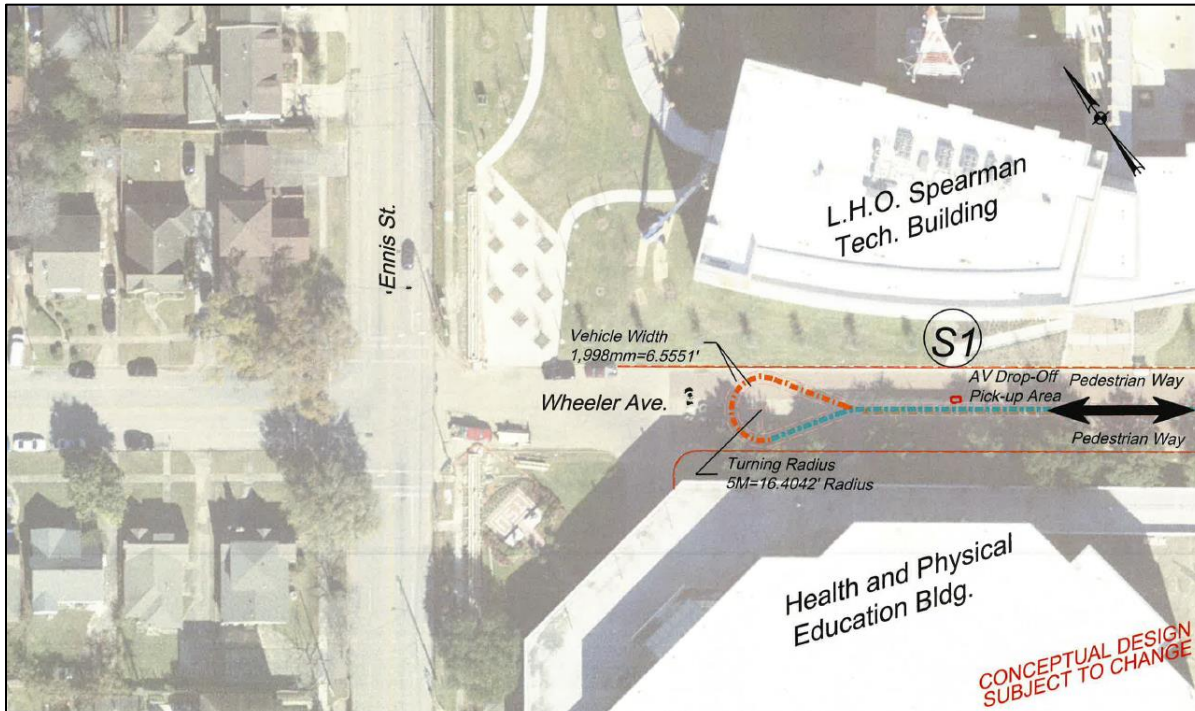 L.H.O. Spearman
Tech. Building
Ennis St.
S1
Vehicle Width
1,998mm=6.5551'
AV Drop-Off
Pick-up Area
Pedestrian Way
Wheeler Ave.
Pedestrian Way
Turning Radius
5M=16.4042' Radius
Health and Physical
Education Bldg.
CONCEPTUAL DESIGN
SUBJECT TO CHANGE